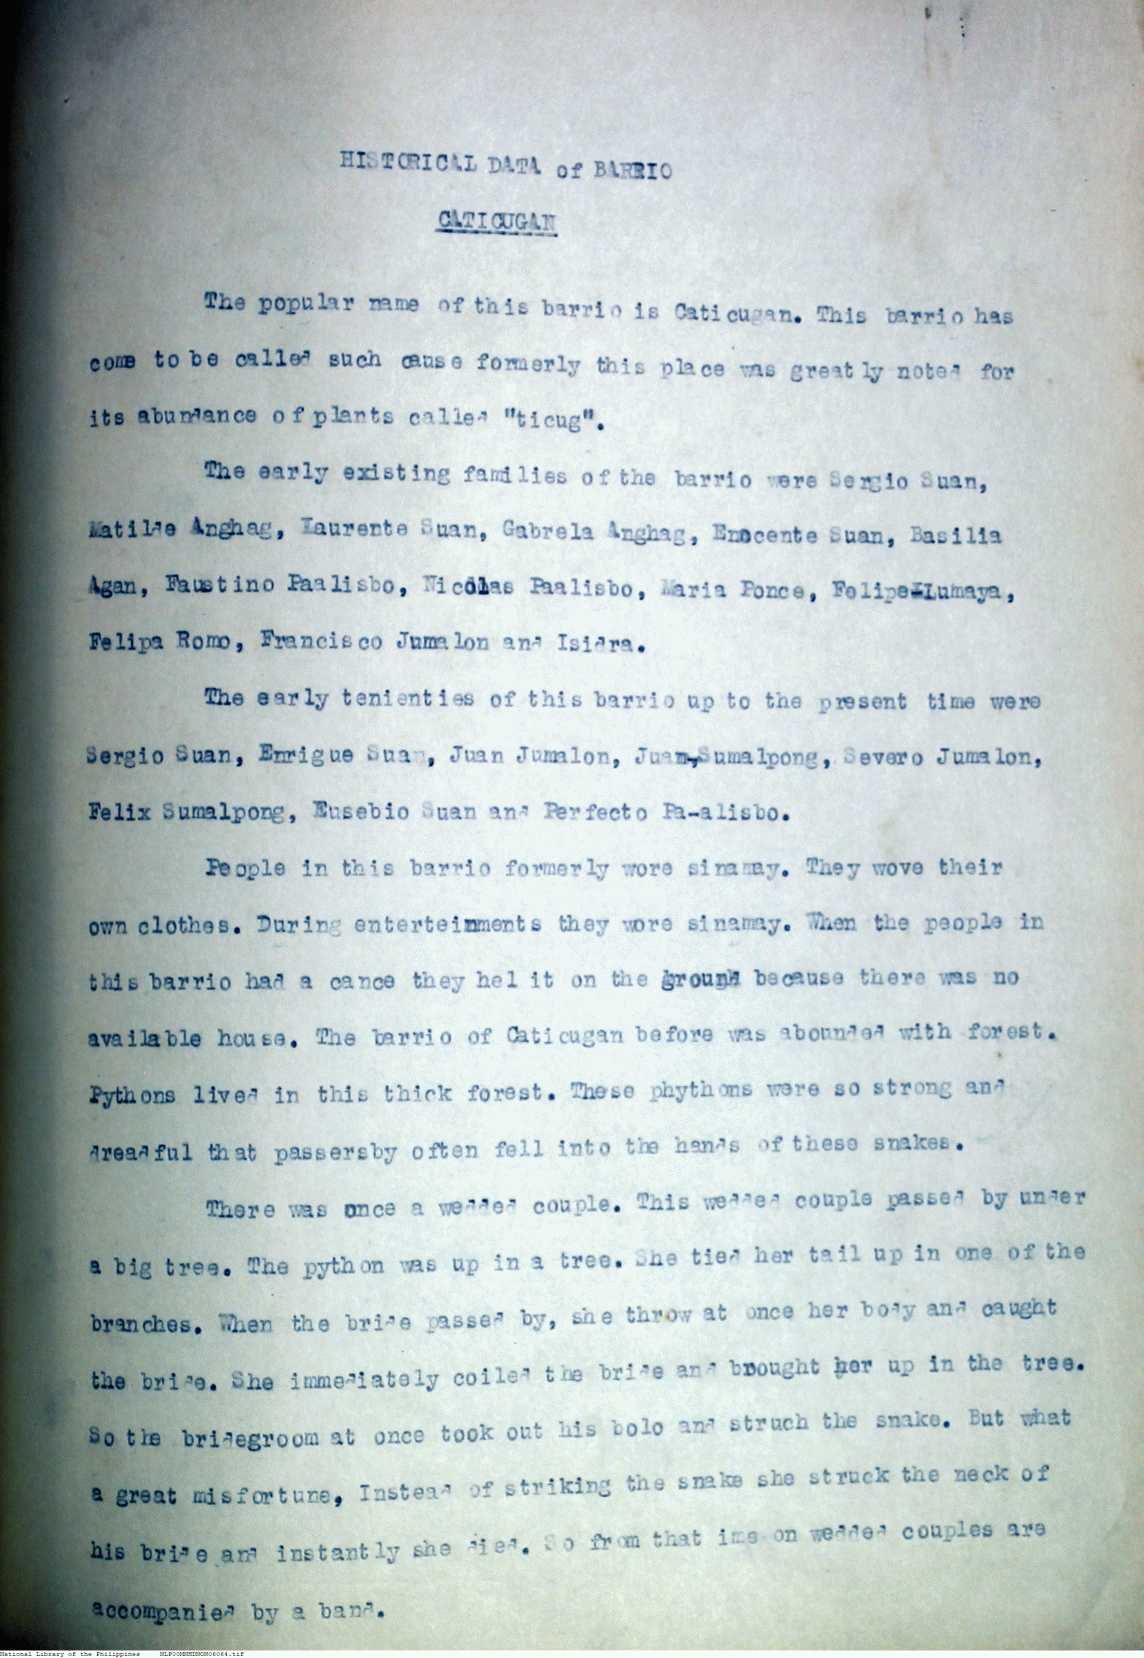 HISTORICAL DATA of BARRIO
CATICUGAN
The popular name of this barrio is Caticugan. This barrio has
come to be called such cause formerly this place was greatly noted for
its abundance of plants called "ticug".
The early existing families of the barrio were Sergio Suan,
Matilde Anghag, Laurente Suan, Gabrela Anghag, Enocente Suan, Basilia
Agan, Faustino Paalisbo, Nicolas Paalisbo, Maria Ponce, Felipe Lumaya,
Felipa Romo, Francisco Jumalon and Isidra.
The early tenienties of this barrio up to the present time were
Sergio Suan, Enrigue Suan, Juan Jumalon, Juan Sumalpong, Severo Jumalon,
Felix Sumalpong, Eusebio Suan and Perfecto Pa-alisbo.
People in this barrio formerly wore sinamay. They wove their
own clothes. During enterteinments they wore sinamay. When the people in
this barrio had a cance they hel it on the ground because there was no
available house. The barrio of Caticugan before was abounded with forest.
Pythons lived in this thick forest. These phythons were so strong and
dreadful that passersby often fell into the hands of these snakes.
There was once a wedded couple. This wedded couple passed by under
a big tree. The python was up in a tree. She tied her tail up in one of the
branches. When the bride passed by, she throw at once her body and caught
the bride. She immediately coiled the bride and brought her up in the tree.
So the bridegroom at once took out his bolo and struch the snake. But what
a great misfortune, Instead of striking the snake she struck the neck of
his bride and instantly she died. So from that ime on wedded couples are
accompanied by a band.
National Library of the Philippines